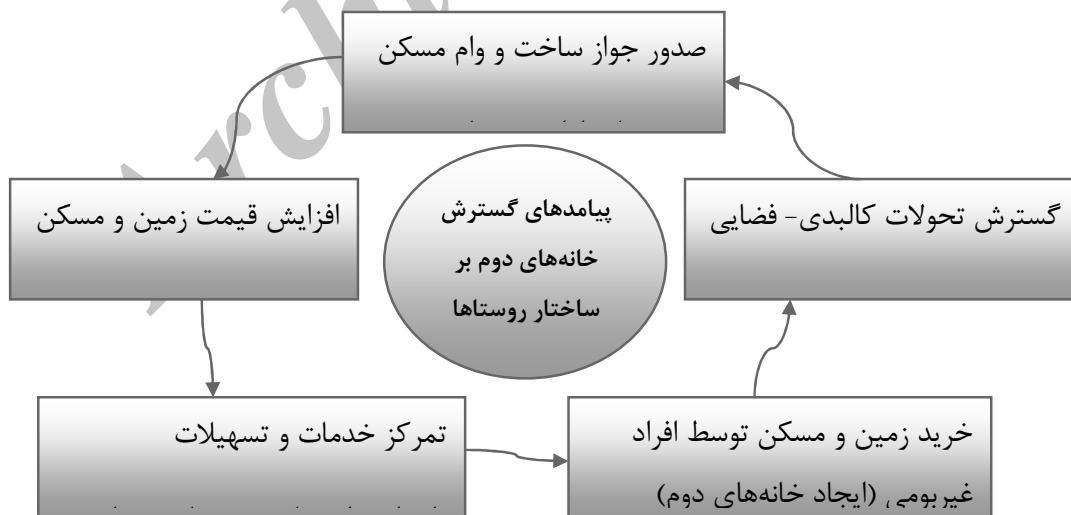 صدور جواز ساخت و وام مسکن
افزایش قیمت زمین و مسکن
پیامدهای گسترش
خانه‌های دوم بر
ساختار روستاها
گسترش تحولات کالبدی- فضایی
تمرکز خدمات و تسهیلات
خرید زمین و مسکن توسط افراد
غیربومی (ایجاد خانه‌های دوم)